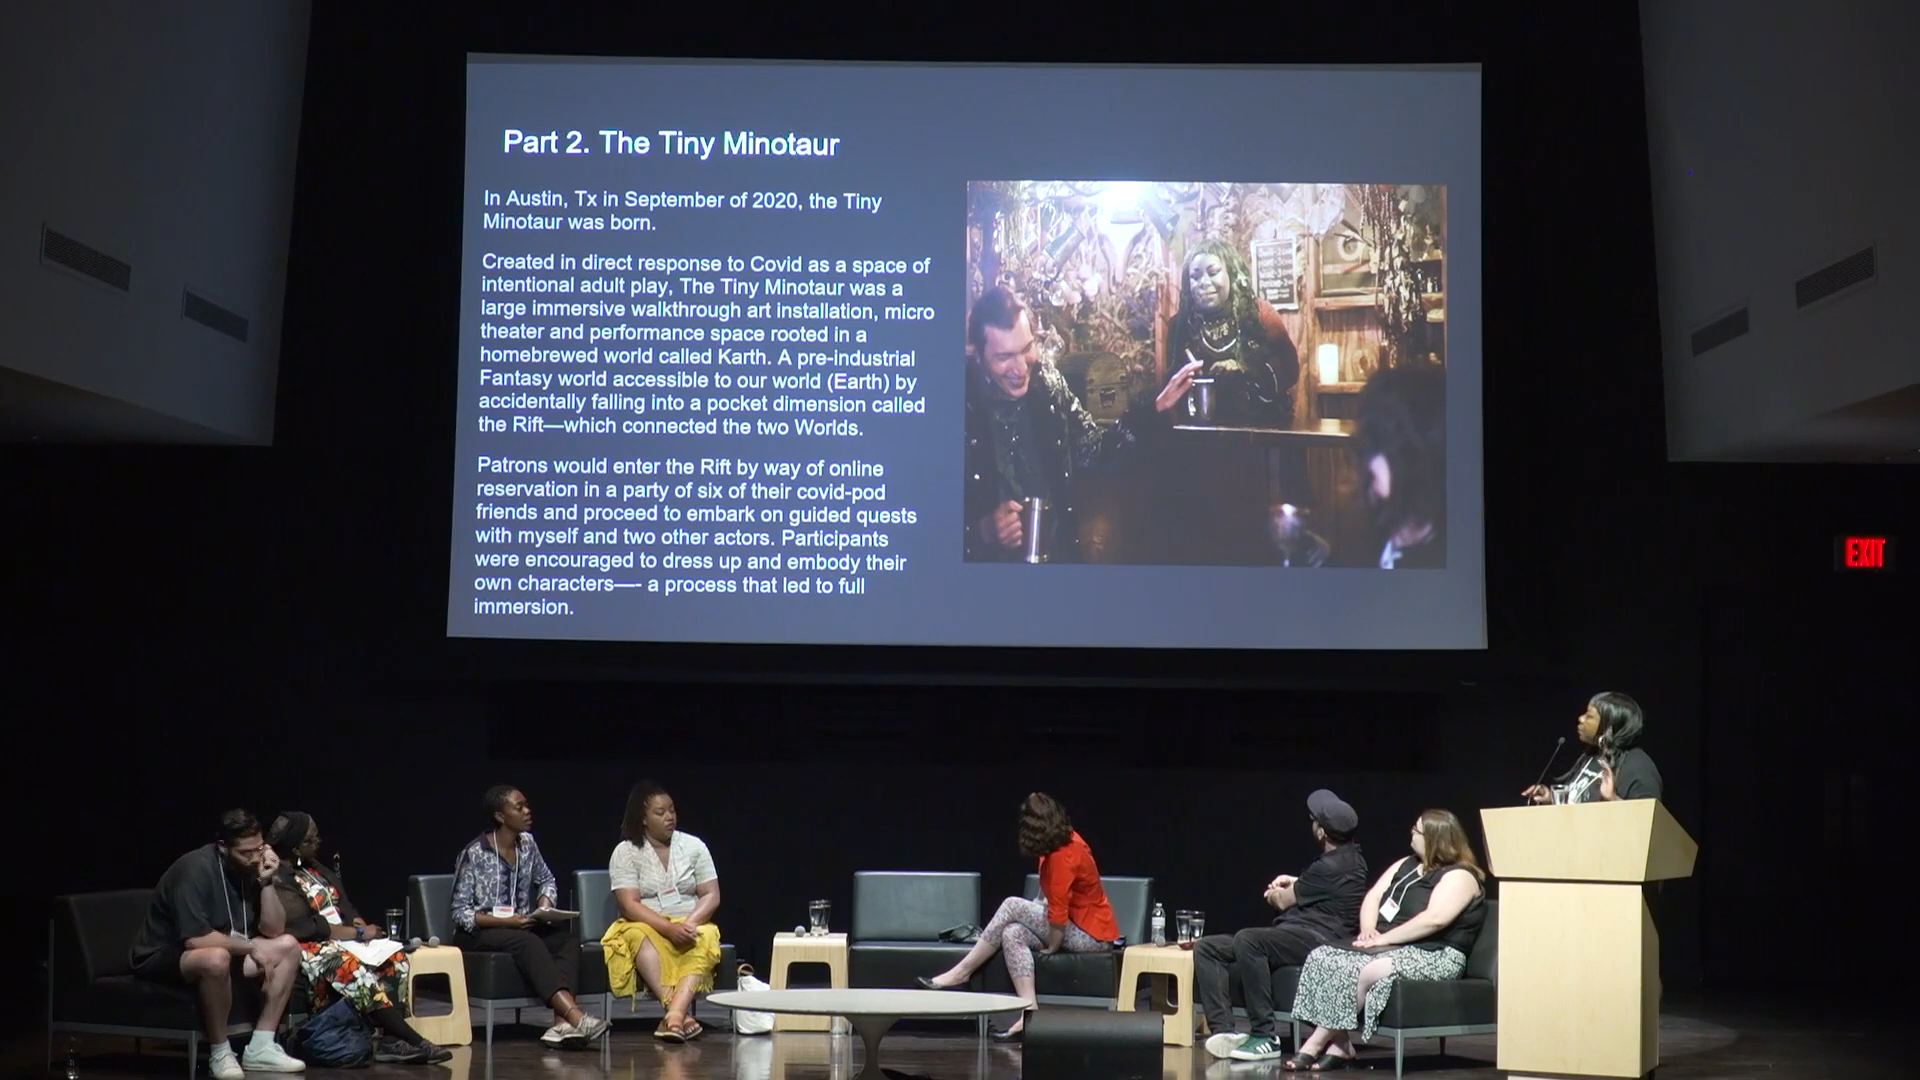 Part 2. The Tiny Minotaur
In Austin, Tx in September of 2020, the Tiny
Minotaur was born.
Created in direct response to Covid as a space of
intentional adult play, The Tiny Minotaur was a
large immersive walkthrough art installation, micro
theater and performance space rooted in a
homebrewed world called Karth. A pre-industrial
Fantasy world accessible to our world (Earth) by
accidentally falling into a pocket dimension called
the Rift—which connected the two Worlds.
Patrons would enter the Rift by way of online
reservation in a party of six of their covid-pod
friends and proceed to embark on guided quests
with myself and two other actors. Participants
were encouraged to dress up and embody their
own characters—- a process that led to full
immersion.
EXIT